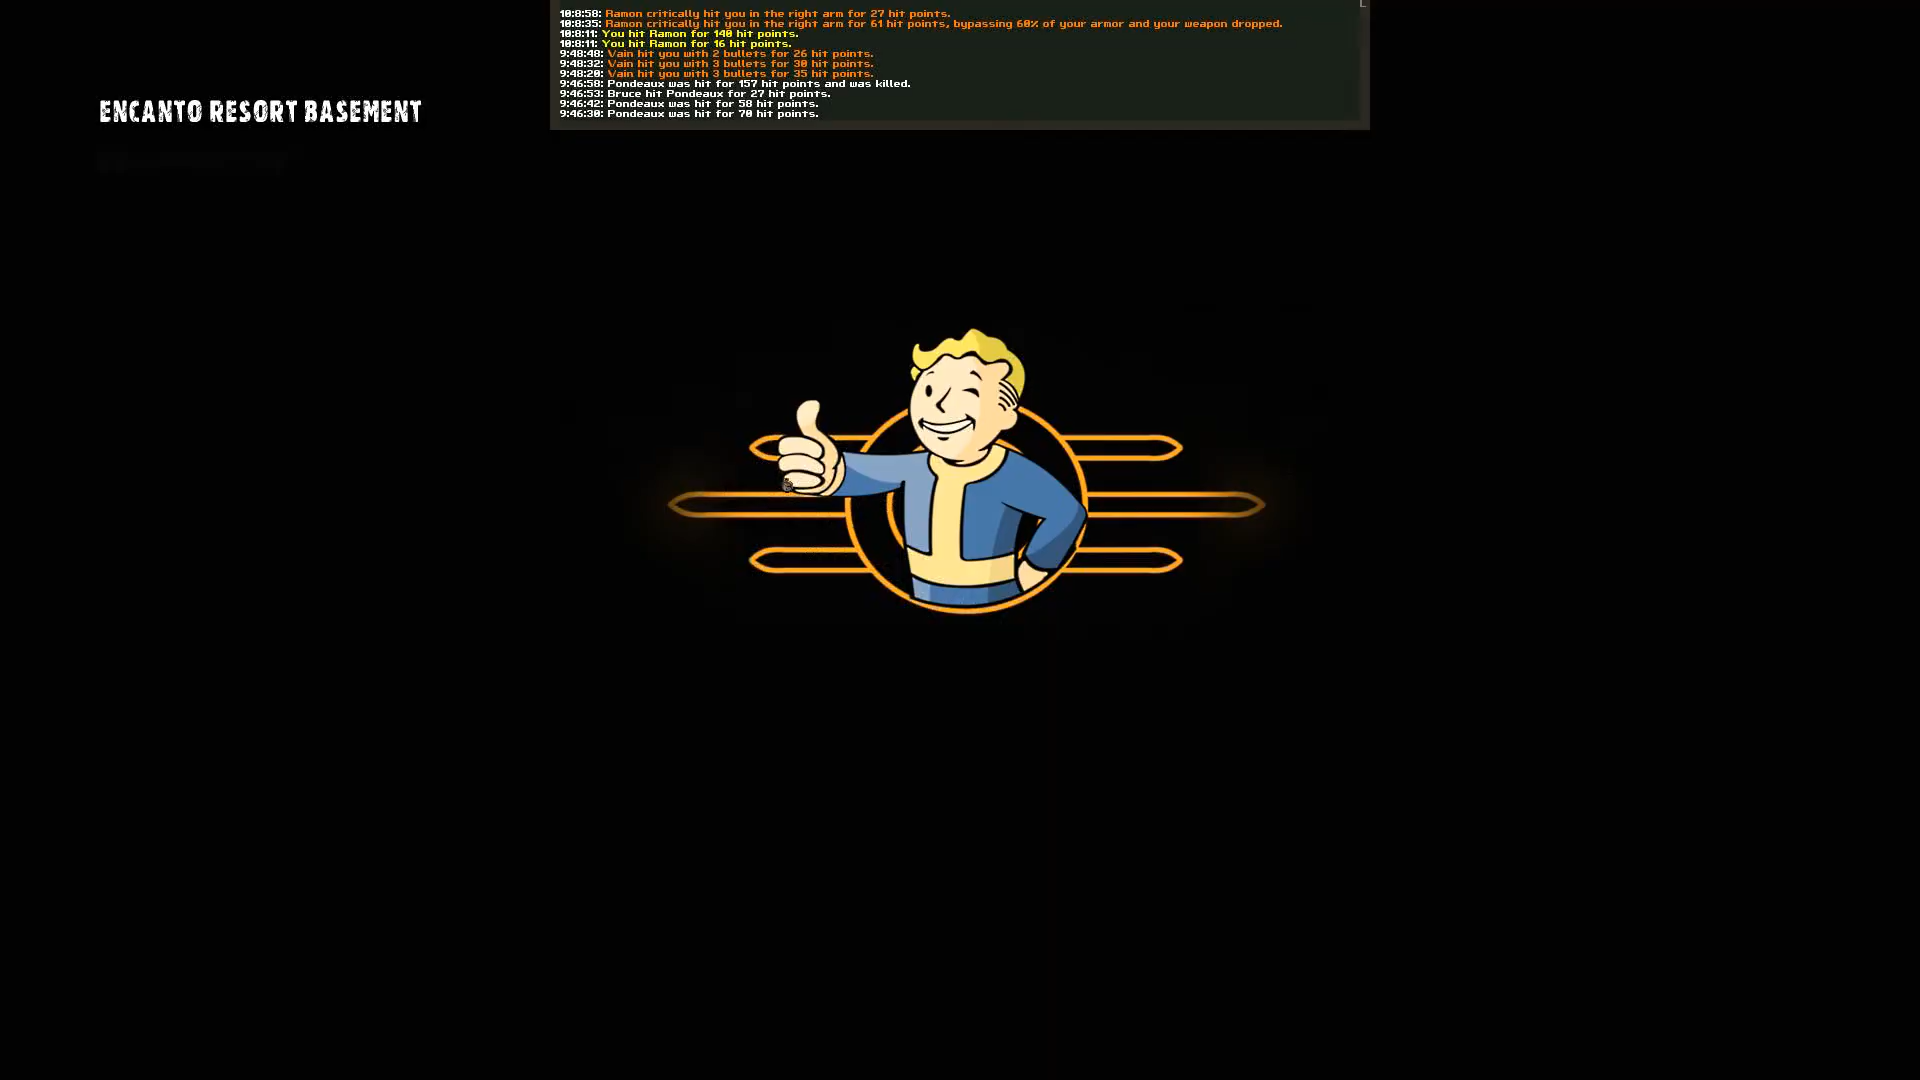 10:8:58: Ramon critically hit you in the right arm for 27 hit points.
10:8:35: Ramon critically hit you in the right arm for 61 hit points, bypassing 60% of your armor and your weapon dropped.
10:8:11: You hit Ramon for 140 hit points.
10:8:11: You hit Ramon for 16 hit points.
9:48:48: Vain hit you with 2 bullets for 26 hit points.
9:48:32: Vain hit you with 3 bullets for 30 hit points.
9:48:20: Vain hit you with 3 bullets for 35 hit points.
9:46:58: Pondeaux was hit for 157 hit points and was killed.
9:46:53: Bruce hit Pondeaux for 27 hit points.
9:46:42: Pondeaux was hit for 58 hit points.
9:46:30: Pondeaux was hit for 70 hit points.
ENCANTO RESORT BASEMENT